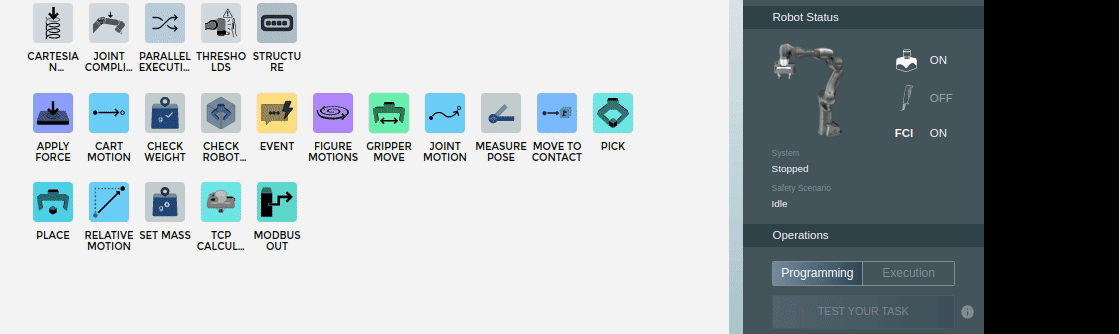 CARTESIA
N...
JOINT
COMPLI...
PARALLEL
EXECUTI...
THRESHO
LDS
STRUCTU
RE
APPLY
FORCE
CART
MOTION
CHECK
WEIGHT
CHECK
ROBOT...
EVENT
FIGURE
MOTIONS
GRIPPER
MOVE
JOINT
MOTION
MEASURE
POSE
MOVE TO
CONTACT
PICK
PLACE
RELATIVE
MOTION
SET MASS
TCP
CALCUL...
MODBUS
OUT
Robot Status
ON
OFF
FCI ON
System
Stopped
Safety Scenario
Idle
Operations
Programming Execution
TEST YOUR TASK